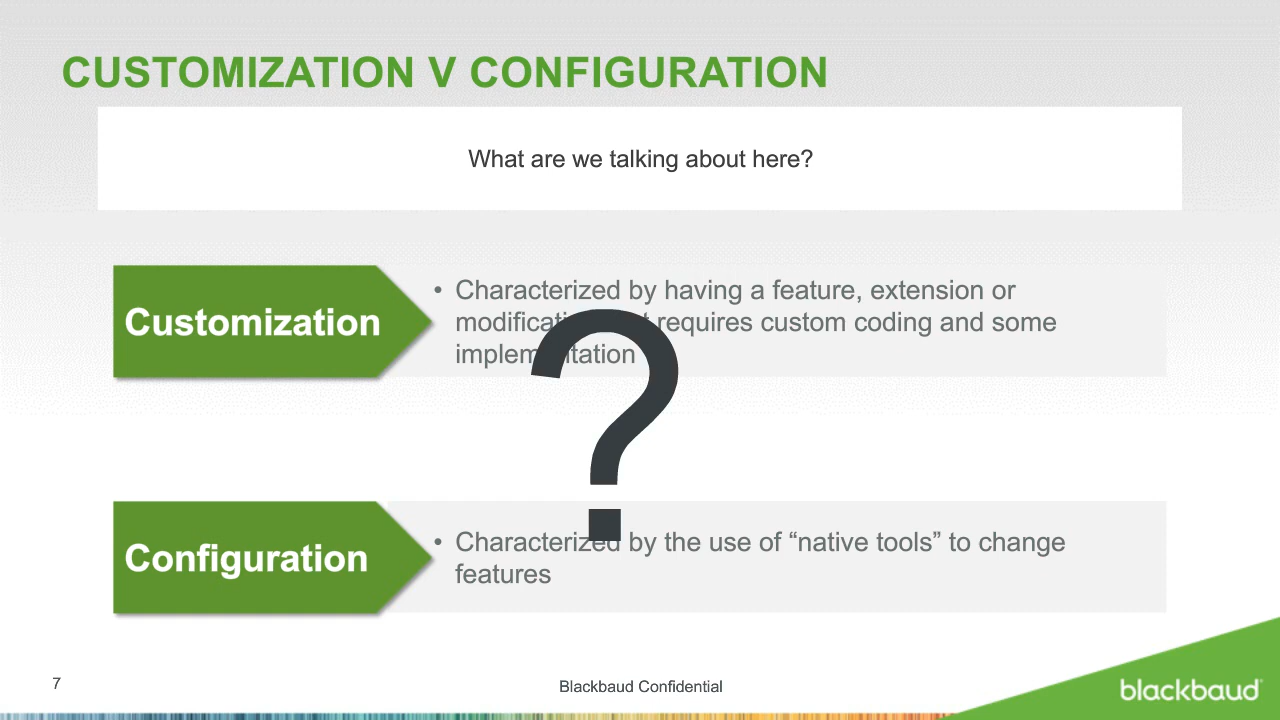 CUSTOMIZATION V CONFIGURATION
What are we talking about here?
Customization
• Characterized by having a feature, extension or
requires custom coding and some
?
Configuration
• Characterized by the use of “native tools” to change
features
7
Blackbaud Confidential
blackbaud